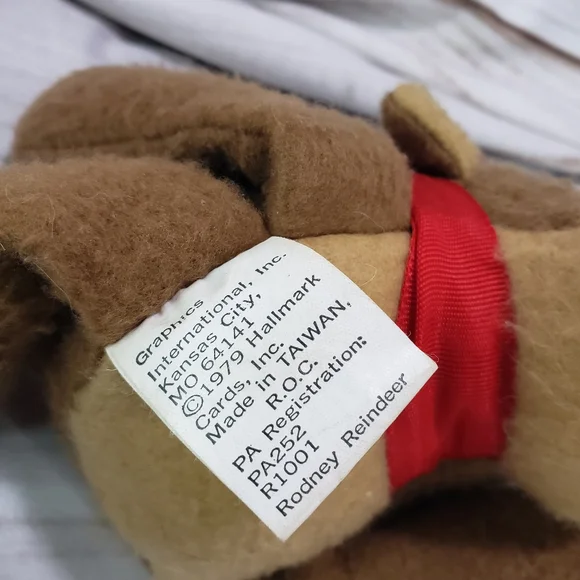 Graphics
International, Inc.
Kansas City,
MO 64141
©1979 Hallmark
Cards, Inc.
Made in TAIWAN,
R.O.C.
PA Registration:
PA252
R1001
Rodney Reindeer